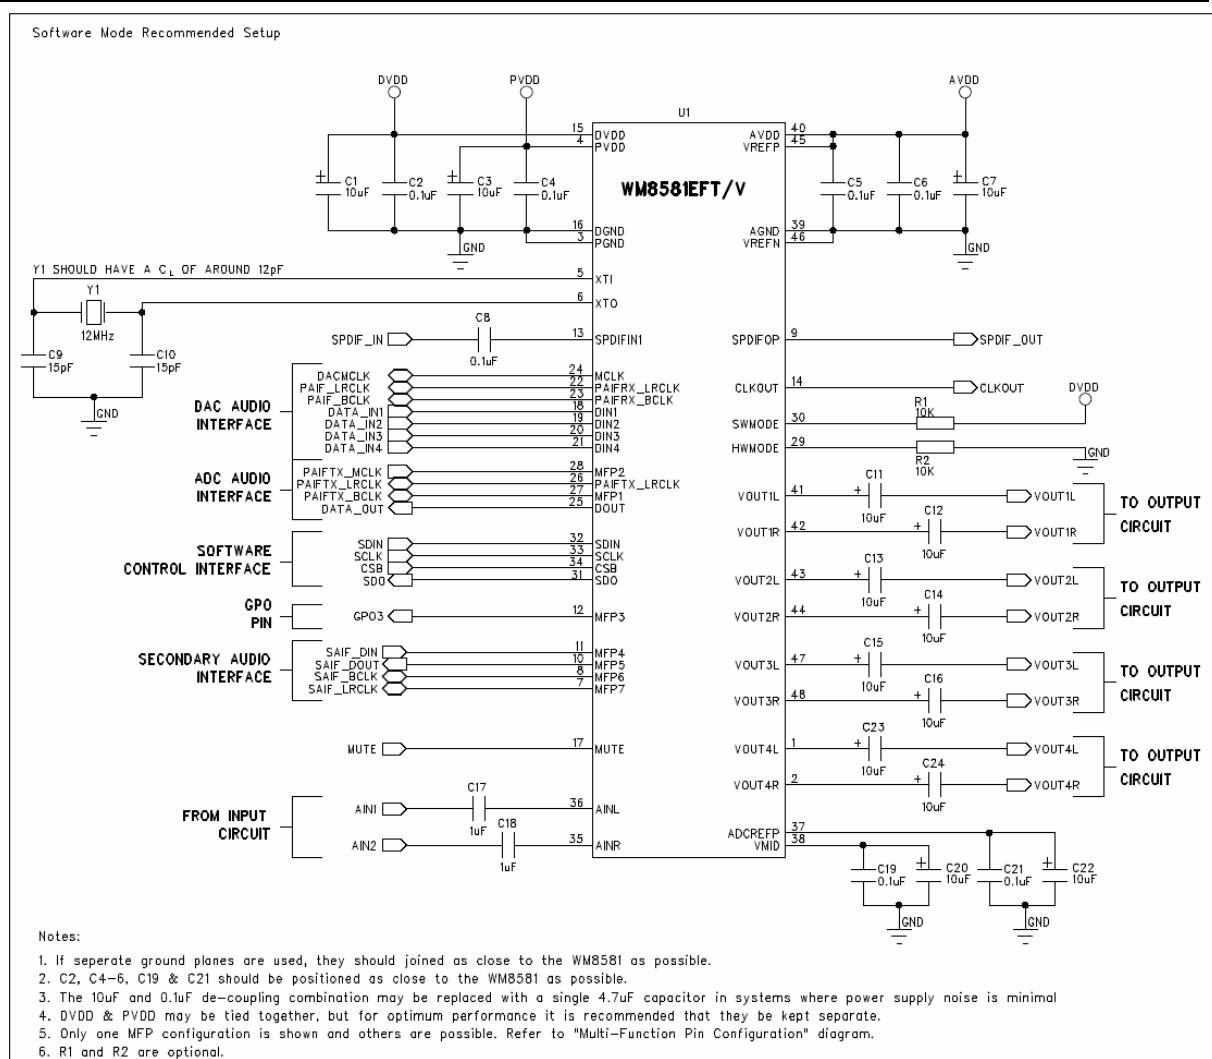 Software Mode Recommended Setup
DVDD
PVDD
AVDD
U1
15
DVDD
4
PVDD
AVDD
40
VREFP
45
WM8581EFT/V
C1
10uF
C2
0.1uF
C3
10uF
C4
0.1uF
C5
0.1uF
C6
0.1uF
C7
10uF
16
DGND
3
PGND
AGND
39
VREFN
46
GND
GND
Y1 SHOULD HAVE A CL OF AROUND 12pF
5
XTI
Y1
12MHz
6
XTO
C9
15pF
C10
15pF
GND
SPDIF_IN
C8
0.1uF
13
SPDIFIN1
SPDIFOP
9
SPDIF_OUT
DAC AUDIO
INTERFACE
DACMCLK
24
MCLK
PAIF_LRCLK
22
PAIFRX_LRCLK
PAIF_BCLK
23
PAIFRX_BCLK
DATA_IN1
18
DIN1
DATA_IN2
19
DIN2
DATA_IN3
20
DIN3
DATA_IN4
21
DIN4
CLKOUT
14
CLKOUT
DVDD
SWMODE
30
R1
10K
HWMODE
29
R2
10K
GND
ADC AUDIO
INTERFACE
PAIFTX_MCLK
28
MFP2
PAIFTX_LRCLK
26
PAIFTX_LRCLK
PAIFTX_BCLK
27
MFP1
DATA_OUT
25
DOUT
VOUT1L
41
C11
+
10uF
VOUT1L
VOUT1R
42
C12
+
10uF
VOUT1R
TO OUTPUT
CIRCUIT
SOFTWARE
CONTROL INTERFACE
SDIN
32
SDIN
SCLK
33
SCLK
CSB
34
CSB
SDO
31
SDO
VOUT2L
43
C13
+
10uF
VOUT2L
VOUT2R
44
C14
+
10uF
VOUT2R
TO OUTPUT
CIRCUIT
GPO
PIN
GPO3
12
MFP3
SECONDARY AUDIO
INTERFACE
SAIF_DIN
11
MFP4
SAIF_DOUT
10
MFP5
SAIF_BCLK
8
MFP6
SAIF_LRCLK
7
MFP7
VOUT3L
47
C15
+
10uF
VOUT3L
VOUT3R
48
C16
+
10uF
VOUT3R
TO OUTPUT
CIRCUIT
MUTE
17
MUTE
VOUT4L
1
C23
+
10uF
VOUT4L
VOUT4R
2
C24
+
10uF
VOUT4R
TO OUTPUT
CIRCUIT
FROM INPUT
CIRCUIT
AIN1
C17
1uF
36
AINL
AIN2
C18
1uF
35
AINR
ADCREFP
37
VMID
38
C19
0.1uF
C20
10uF
C21
0.1uF
C22
10uF
GND
GND
Notes:
1. If seperate ground planes are used, they should joined as close to the WM8581 as possible.
2. C2, C4-6, C19 & C21 should be positioned as close to the WM8581 as possible.
3. The 10uF and 0.1uF de-coupling combination may be replaced with a single 4.7uF capacitor in systems where power supply noise is minimal
4. DVDD & PVDD may be tied together, but for optimum performance it is recommended that they be kept separate.
5. Only one MFP configuration is shown and others are possible. Refer to "Multi-Function Pin Configuration" diagram.
6. R1 and R2 are optional.